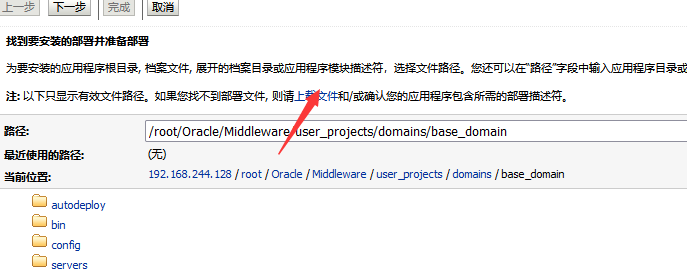 上一步 下一步 完成 取消
找到要安装的部署并准备部署
为要安装的应用程序根目录, 档案文件, 展开的档案目录或应用程序模块描述符，选择文件路径。您还可以在“路径”字段中输入应用程序目录或
注: 以下只显示有效文件路径。如果您找不到部署文件, 则请上载文件和/或确认您的应用程序包含所需的部署描述符。
路径: /root/Oracle/Middleware/user_projects/domains/base_domain
最近使用的路径: (无)
当前位置: 192.168.244.128 / root / Oracle / Middleware / user_projects / domains / base_domain
autodeploy
bin
config
servers